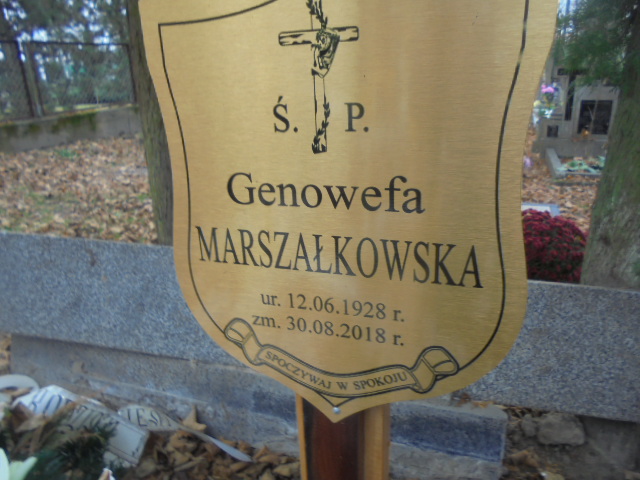 Ś. P.
Genowefa
MARSZAŁKOWSKA
ur. 12.06.1928 r.
zm. 30.08.2018 r.
SPOCZYWAJ W SPOKOJU